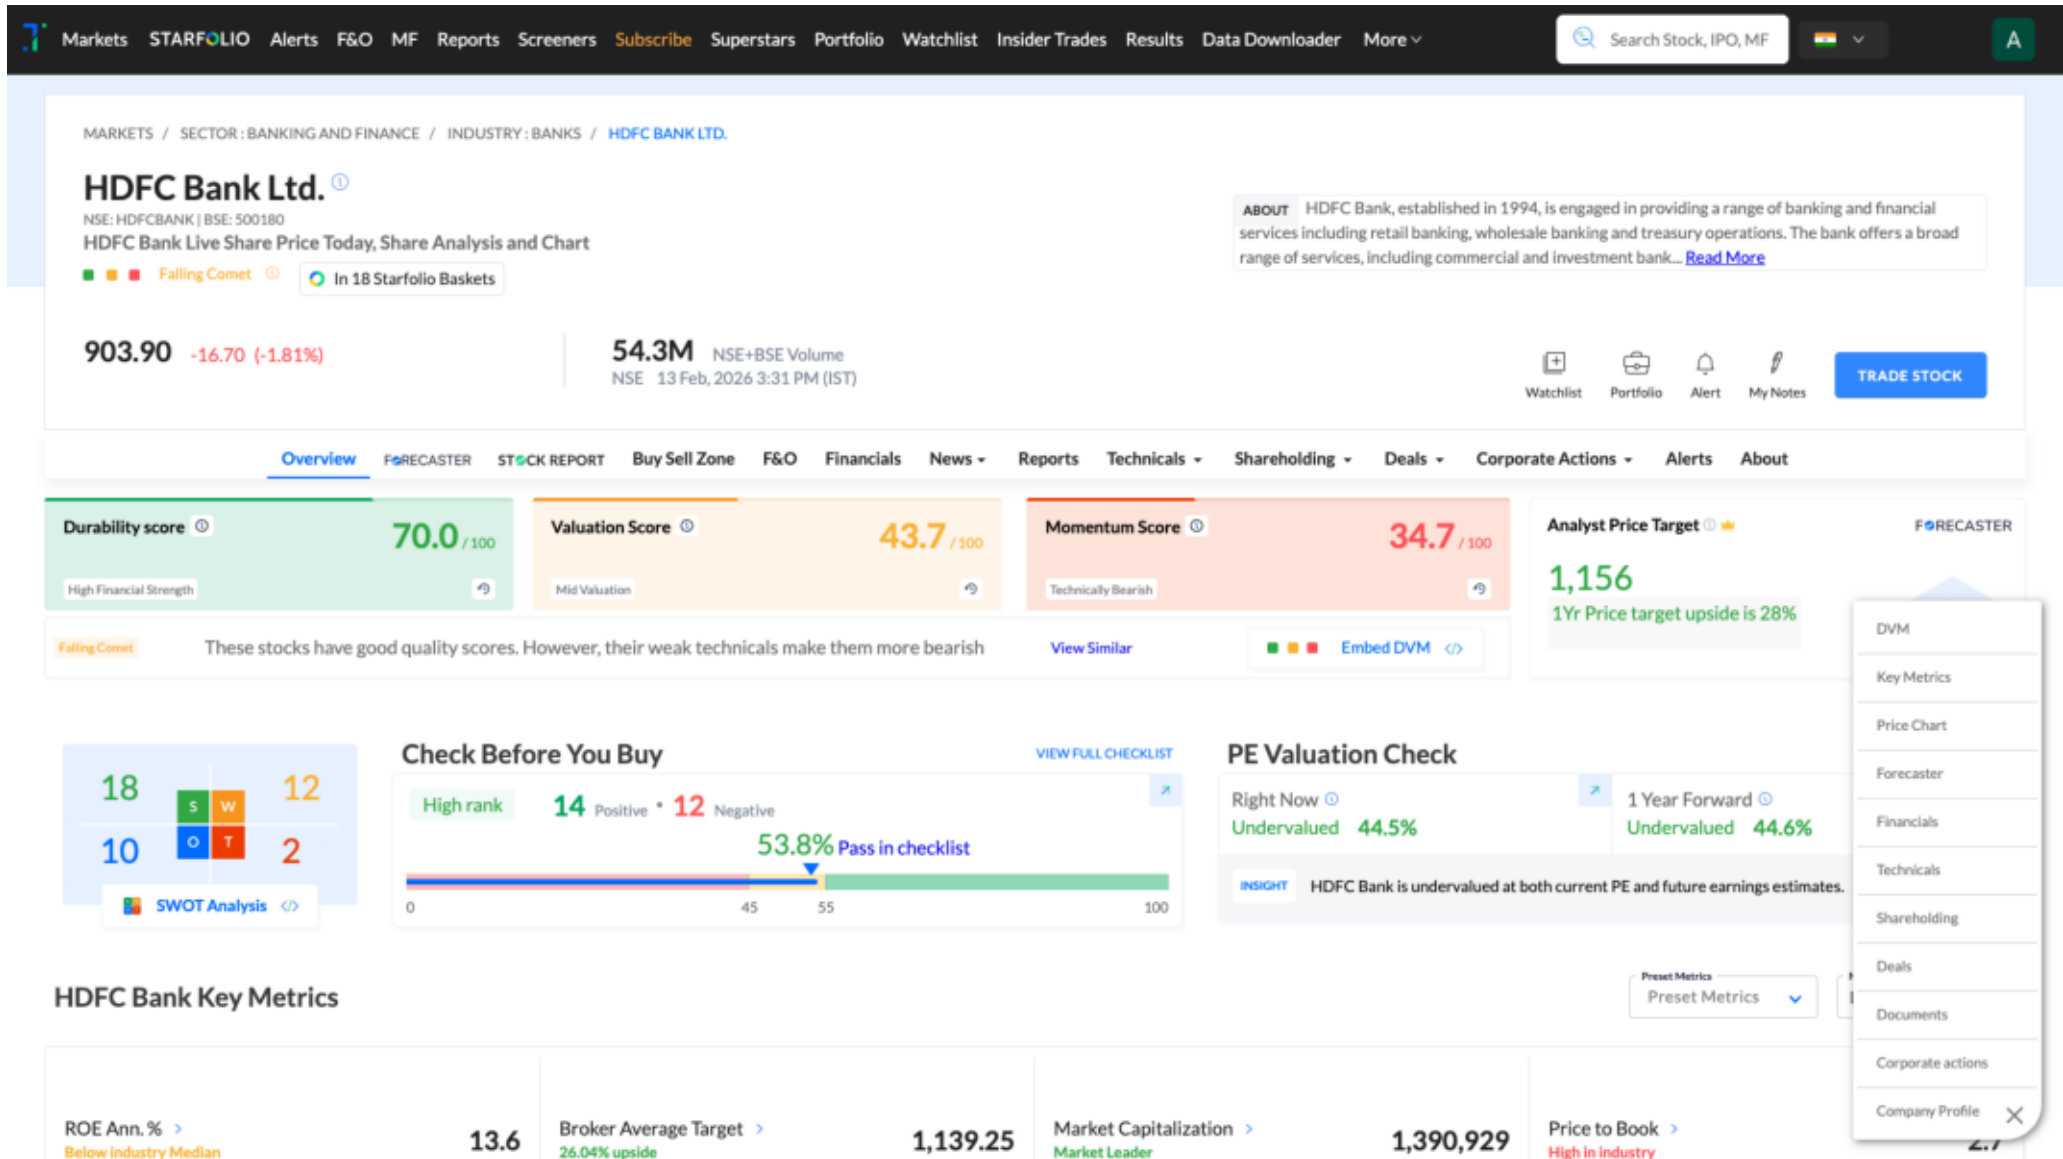 Markets STARFOLIO Alerts F&O MF Reports Screeners Subscribe Superstars Portfolio Watchlist Insider Trades Results Data Downloader More Search Stock, IPO, MF A
MARKETS / SECTOR : BANKING AND FINANCE / INDUSTRY : BANKS / HDFC BANK LTD.
HDFC Bank Ltd.
NSE: HDFCBANK | BSE: 500180
HDFC Bank Live Share Price Today, Share Analysis and Chart
Falling Comet In 18 Starfolio Baskets
ABOUT HDFC Bank, established in 1994, is engaged in providing a range of banking and financial
services including retail banking, wholesale banking and treasury operations. The bank offers a broad
range of services, including commercial and investment bank... Read More
903.90 -16.70 (-1.81%)
54.3M NSE+BSE Volume
NSE 13 Feb, 2026 3:31 PM (IST)
Watchlist Portfolio Alert My Notes TRADE STOCK
Overview FORECASTER STOCK REPORT Buy Sell Zone F&O Financials News Reports Technicals Shareholding Deals Corporate Actions Alerts About
Durability score 70.0 / 100
High Financial Strength
Valuation Score 43.7 / 100
Mid Valuation
Momentum Score 34.7 / 100
Technically Bearish
Analyst Price Target FORECASTER
1,156
1Yr Price target upside is 28%
Falling Comet These stocks have good quality scores. However, their weak technicals make them more bearish View Similar Embed DVM </>
18 S W 12
10 O T 2
SWOT Analysis </>
Check Before You Buy VIEW FULL CHECKLIST
High rank 14 Positive • 12 Negative
53.8% Pass in checklist
0 45 55 100
PE Valuation Check
Right Now
Undervalued 44.5%
1 Year Forward
Undervalued 44.6%
INSIGHT HDFC Bank is undervalued at both current PE and future earnings estimates.
HDFC Bank Key Metrics
Preset Metrics
Preset Metrics
ROE Ann. % 13.6
Below industry Median
Broker Average Target 1,139.25
26.04% upside
Market Capitalization 1,390,929
Market Leader
Price to Book 2.7
High in industry
DVM
Key Metrics
Price Chart
Forecaster
Financials
Technicals
Shareholding
Deals
Documents
Corporate actions
Company Profile